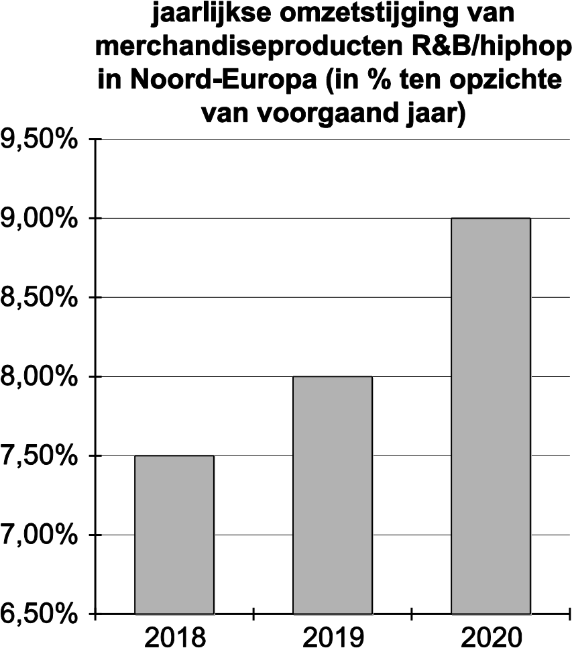 jaarlijkse omzetstijging van
merchandiseproducten R&B/hiphop
in Noord-Europa (in % ten opzichte
van voorgaand jaar)
9,50%
9,00%
8,50%
8,00%
7,50%
7,00%
6,50%
2018 2019 2020